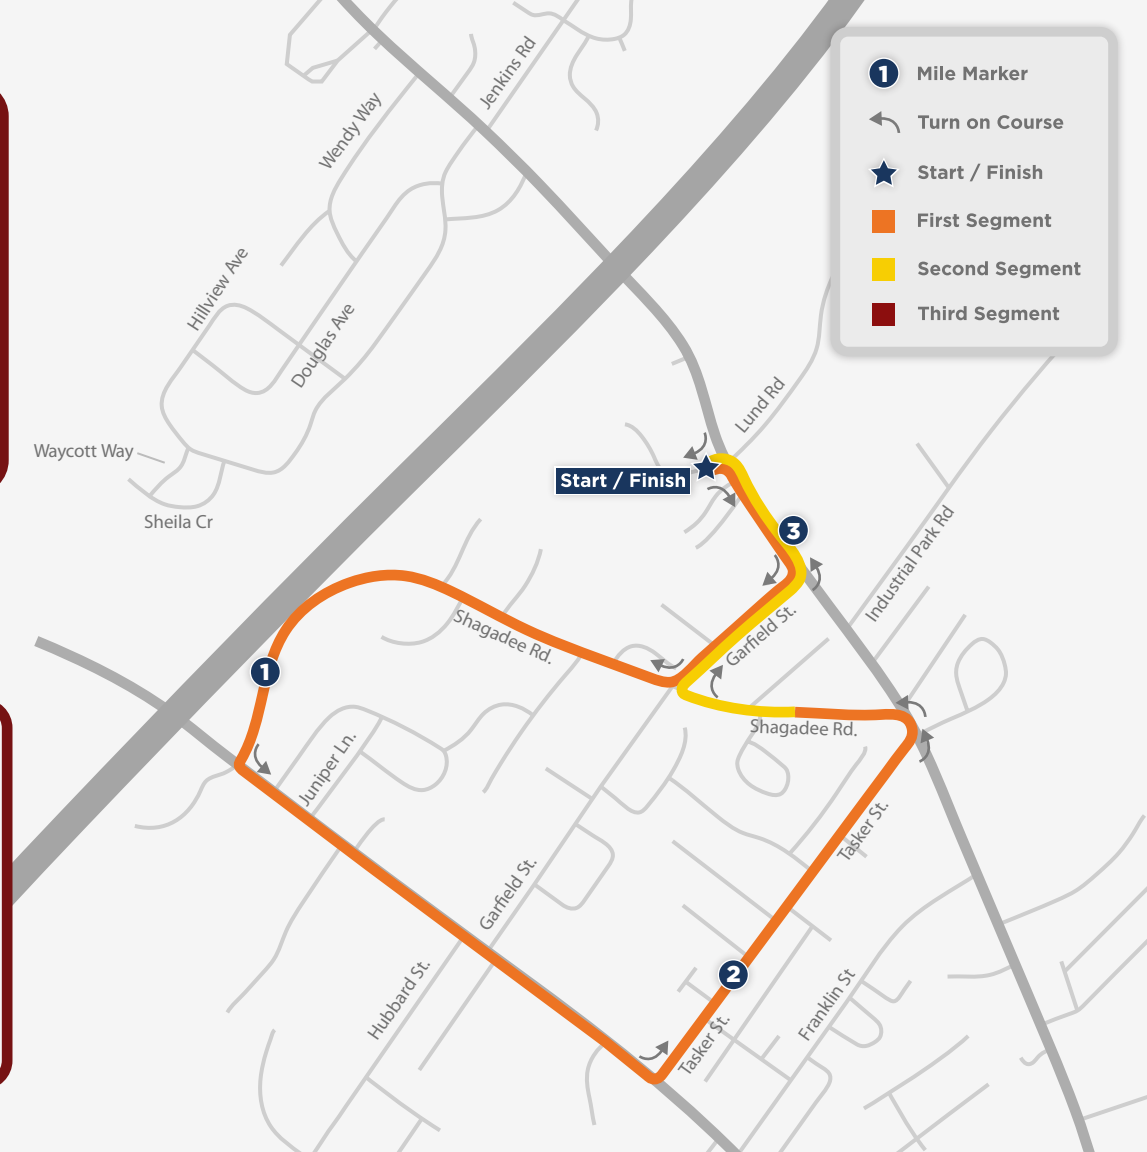 1
Mile Marker
Turn on Course
Start / Finish
First Segment
Second Segment
Third Segment
Jenkins Rd
Wendy Way
Hillview Ave
Douglas Ave
Waycott Way
Sheila Cr
Lund Rd
Start / Finish
3
Industrial Park Rd
Garfield St.
Shagadee Rd.
1
Shagadee Rd.
Juniper Ln.
Tasker St.
Garfield St.
2
Hubbard St.
Franklin St
Tasker St.